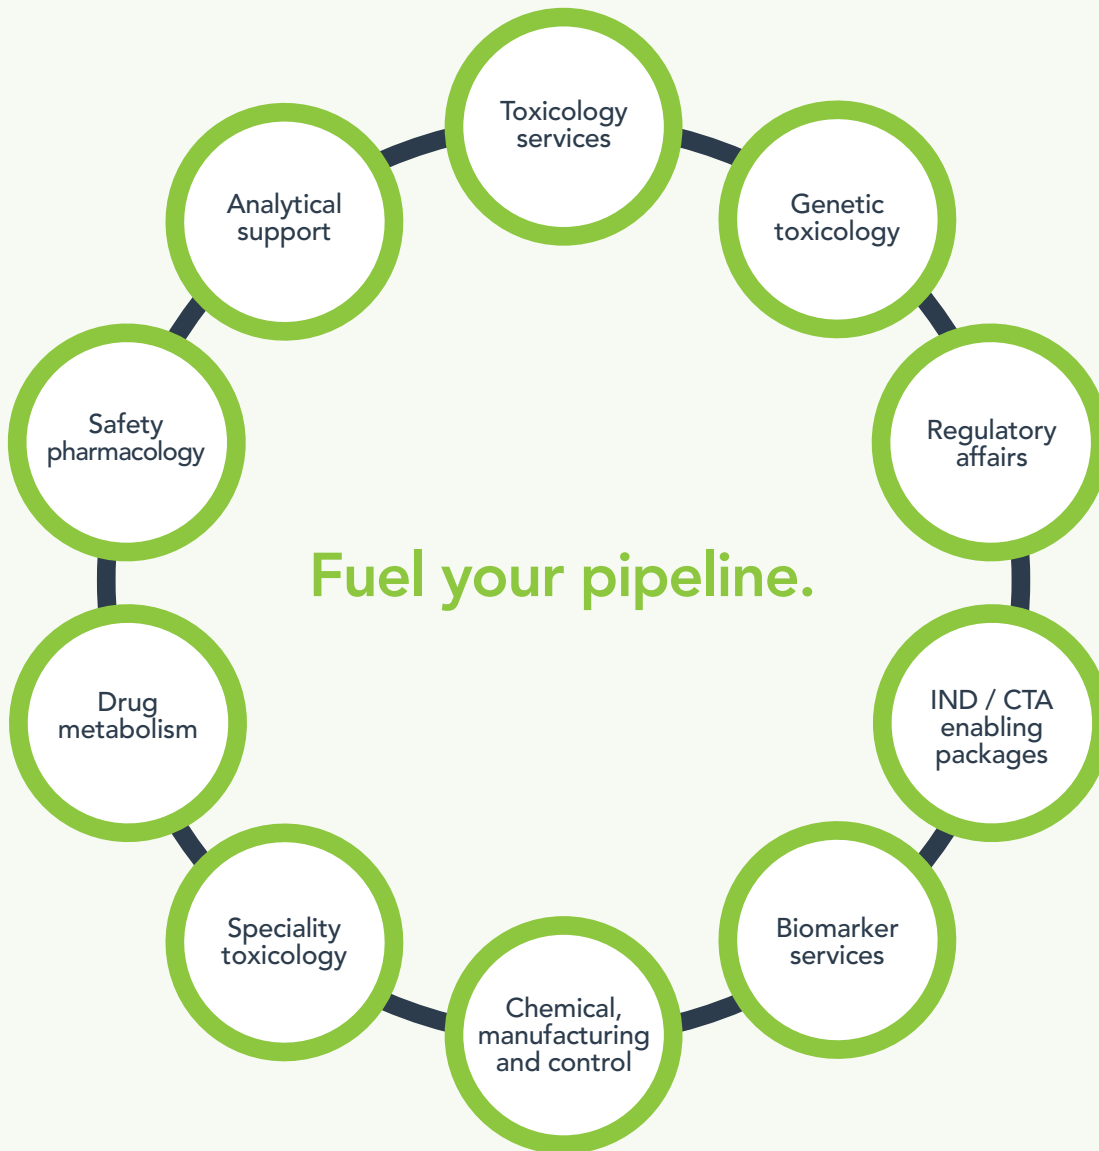 Toxicology
services
Genetic
toxicology
Regulatory
affairs
IND / CTA
enabling
packages
Biomarker
services
Chemical,
manufacturing
and control
Speciality
toxicology
Drug
metabolism
Safety
pharmacology
Analytical
support
Fuel your pipeline.